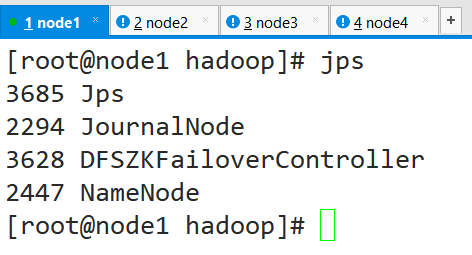 1 node1 × 2 node2 × 3 node3 × 4 node4 × +
[root@node1 hadoop]# jps
3685 Jps
2294 JournalNode
3628 DFSZKFailoverController
2447 NameNode
[root@node1 hadoop]#